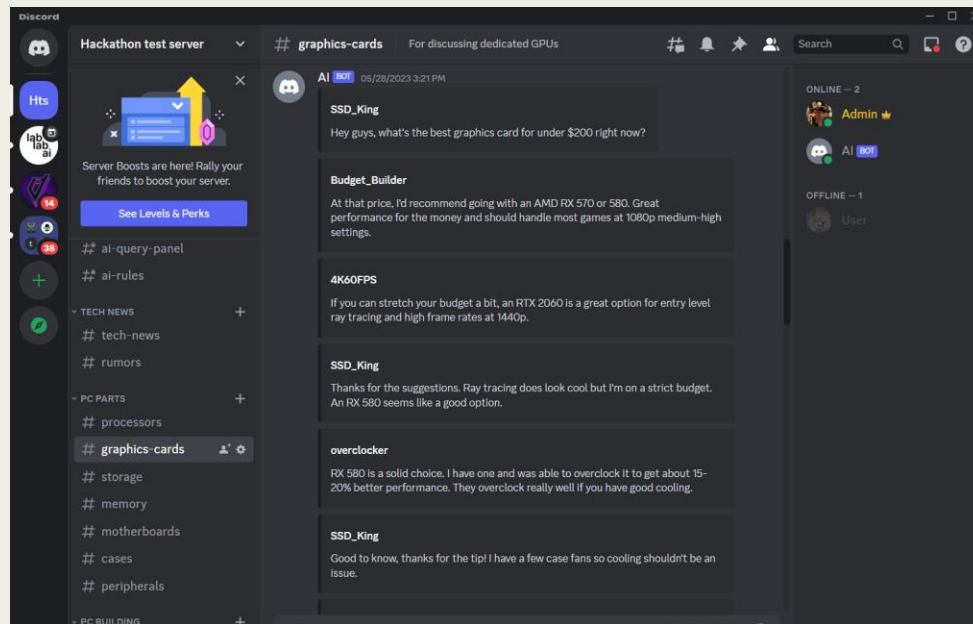 Discord
Hts
lab
lab
ai
14
38
Hackathon test server
Server Boosts are here! Rally your
friends to boost your server.
See Levels & Perks
ai-query-panel
ai-rules
TECH NEWS
tech-news
rumors
PC PARTS
processors
graphics-cards
storage
memory
motherboards
cases
peripherals
PC BUILDING
# graphics-cards For discussing dedicated GPUs
Search
AI BOT 05/28/2023 3:21 PM
SSD_King
Hey guys, what's the best graphics card for under $200 right now?
Budget_Builder
At that price, I'd recommend going with an AMD RX 570 or 580. Great
performance for the money and should handle most games at 1080p medium-high
settings.
4K60FPS
If you can stretch your budget a bit, an RTX 2060 is a great option for entry level
ray tracing and high frame rates at 1440p.
SSD_King
Thanks for the suggestions. Ray tracing does look cool but I'm on a strict budget.
An RX 580 seems like a good option.
overclocker
RX 580 is a solid choice. I have one and was able to overclock it to get about 15-
20% better performance. They overclock really well if you have good cooling.
SSD_King
Good to know, thanks for the tip! I have a few case fans so cooling shouldn't be an
issue.
ONLINE — 2
Admin
AI BOT
OFFLINE — 1
User